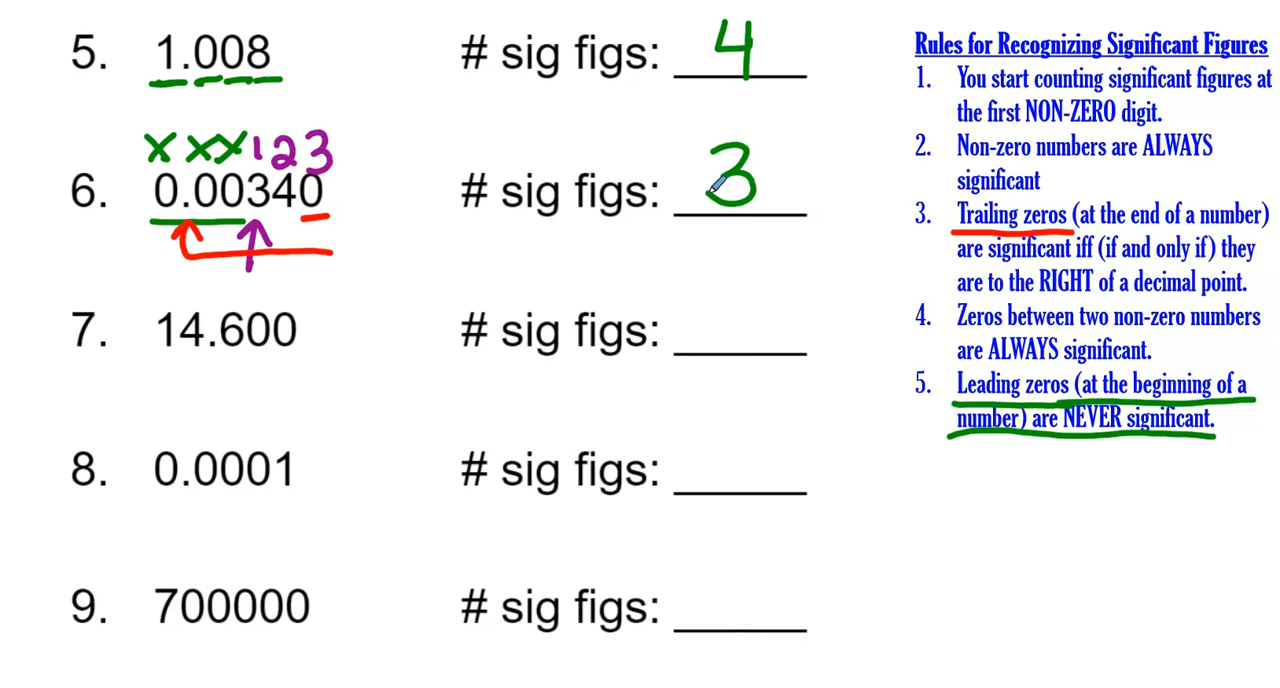 5. 1.008 # sig figs: 4
X X X 1 2 3
6. 0.00340 # sig figs: 3
7. 14.600 # sig figs: ______
8. 0.0001 # sig figs: ______
9. 700000 # sig figs: ______
Rules for Recognizing Significant Figures
1. You start counting significant figures at
the first NON-ZERO digit.
2. Non-zero numbers are ALWAYS
significant
3. Trailing zeros (at the end of a number)
are significant iff (if and only if) they
are to the RIGHT of a decimal point.
4. Zeros between two non-zero numbers
are ALWAYS significant.
5. Leading zeros (at the beginning of a
number) are NEVER significant.